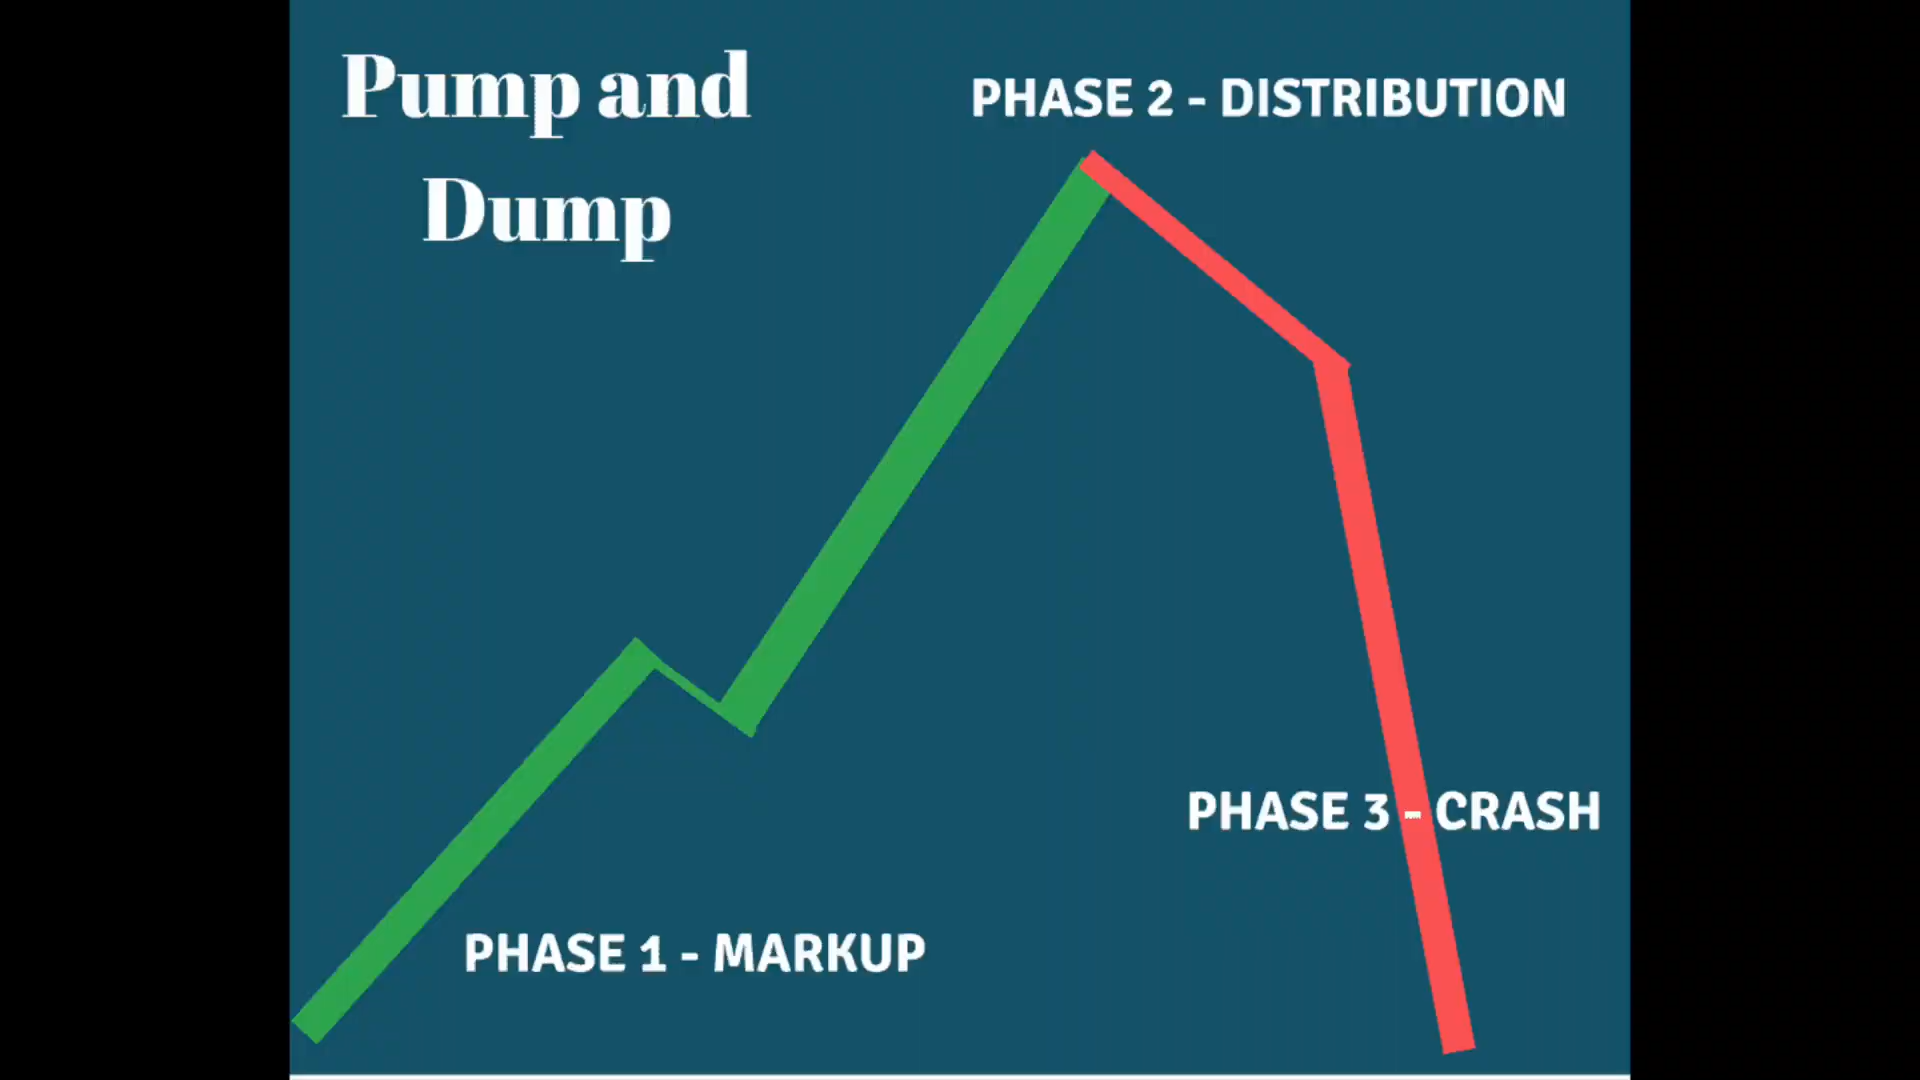 Pump and
Dump
PHASE 2 - DISTRIBUTION
PHASE 3 - CRASH
PHASE 1 - MARKUP